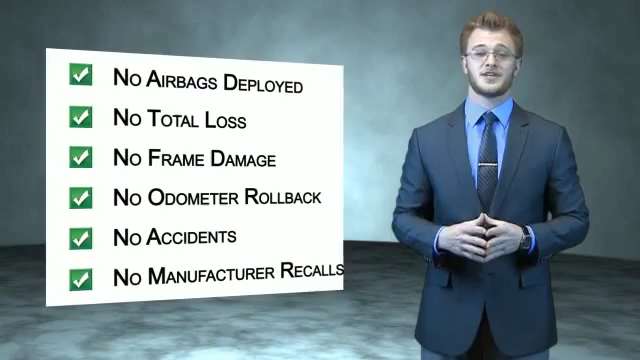 No Airbags Deployed
No Total Loss
No Frame Damage
No Odometer Rollback
No Accidents
No Manufacturer Recalls